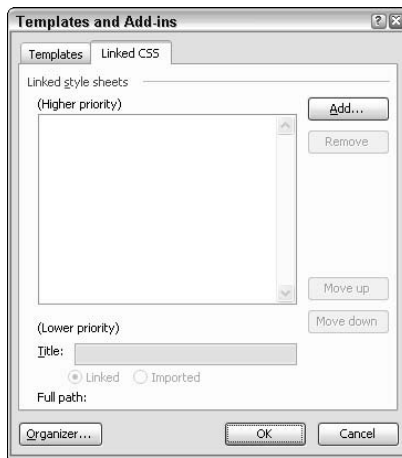 Templates and Add-ins
Templates
Linked CSS
Linked style sheets
(Higher priority)
Add...
Remove
Move up
Move down
(Lower priority)
Title:
Linked
Imported
Full path:
Organizer...
OK
Cancel